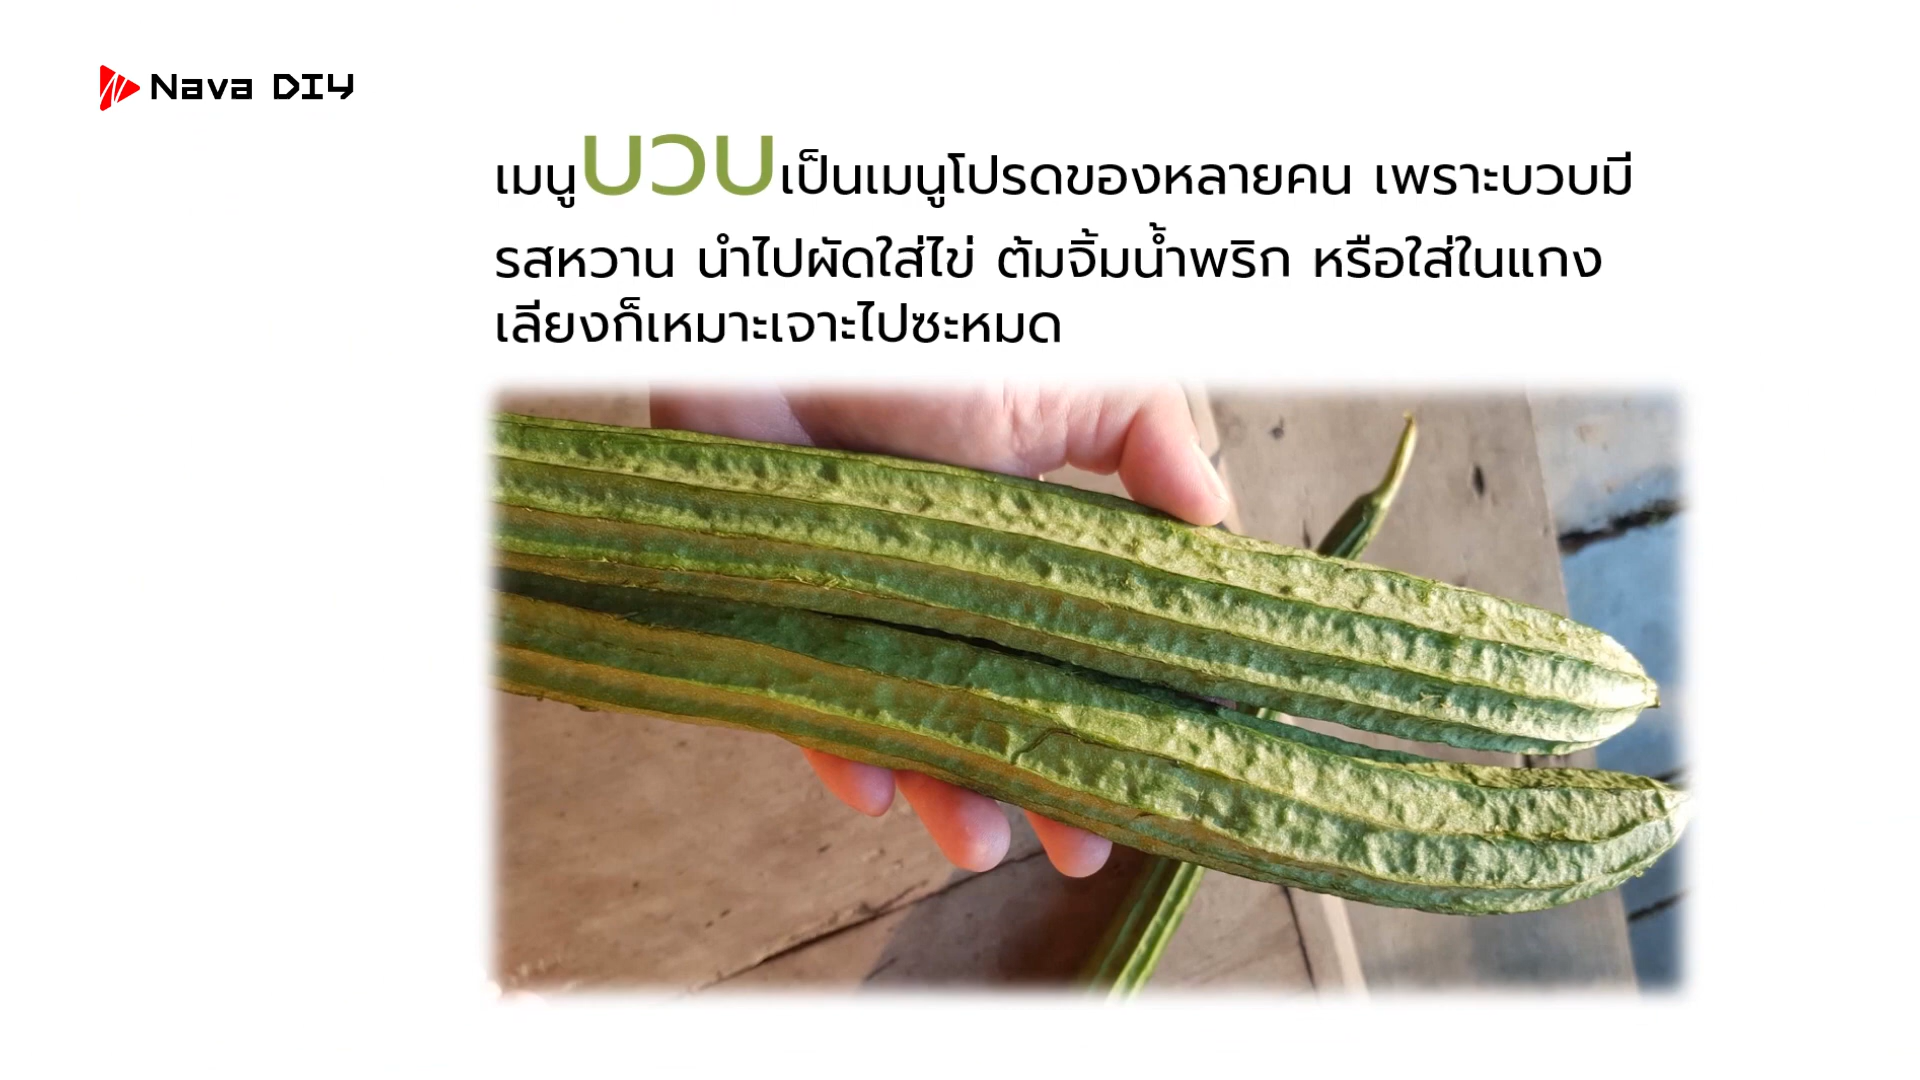 Nava DIY
เมนูบวบเป็นเมนูโปรดของหลายคน เพราะบวบมี
รสหวาน นำไปผัดใส่ไข่ ต้มจิ้มน้ำพริก หรือใส่ในแกง
เลียงก็เหมาะเจาะไปซะหมด